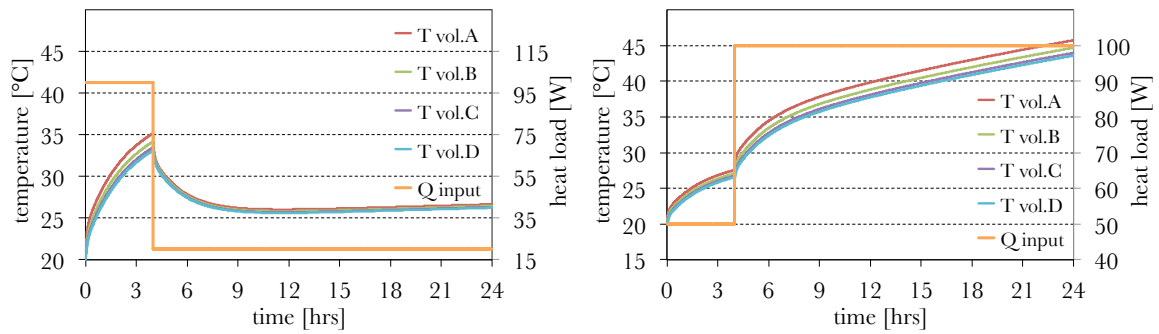 temperature [°C]
45
40
35
30
25
20
115
100
75
55
40
15
heat load [W]
T vol.A
T vol.B
T vol.C
T vol.D
Q input
0 3 6 9 12 15 18 21 24
time [hrs]
temperature [°C]
45
40
35
30
25
20
15
100
90
80
70
60
50
40
heat load [W]
T vol.A
T vol.B
T vol.C
T vol.D
Q input
0 3 6 9 12 15 18 21 24
time [hrs]